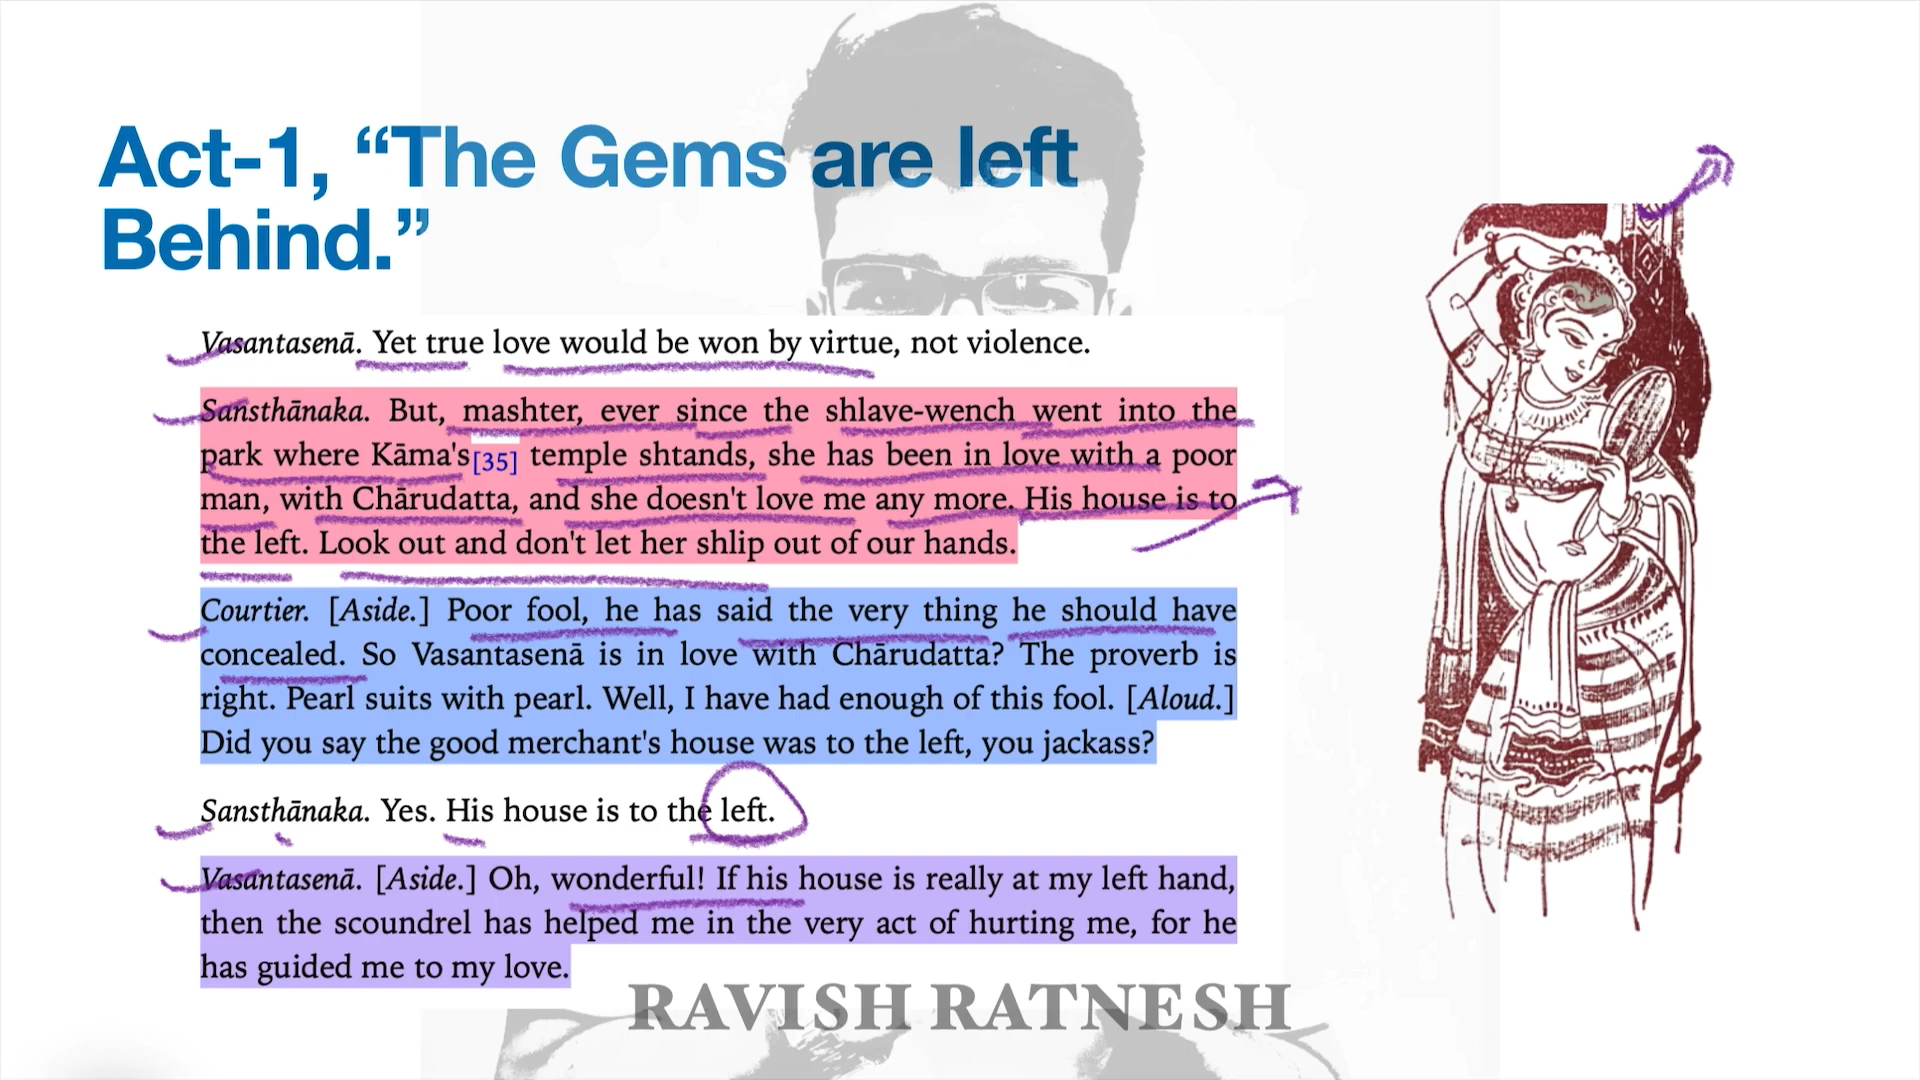 Act-1, “The Gems are left
Behind.”
Vasantasenā. Yet true love would be won by virtue, not violence.
Sansthānaka. But, mashter, ever since the shlave-wench went into the
park where Kāma's[35] temple shtands, she has been in love with a poor
man, with Chārudatta, and she doesn't love me any more. His house is to
the left. Look out and don't let her shlip out of our hands.
Courtier. [Aside.] Poor fool, he has said the very thing he should have
concealed. So Vasantasenā is in love with Chārudatta? The proverb is
right. Pearl suits with pearl. Well, I have had enough of this fool. [Aloud.]
Did you say the good merchant's house was to the left, you jackass?
Sansthānaka. Yes. His house is to the left.
Vasantasenā. [Aside.] Oh, wonderful! If his house is really at my left hand,
then the scoundrel has helped me in the very act of hurting me, for he
has guided me to my love.
RAVISH RATNESH